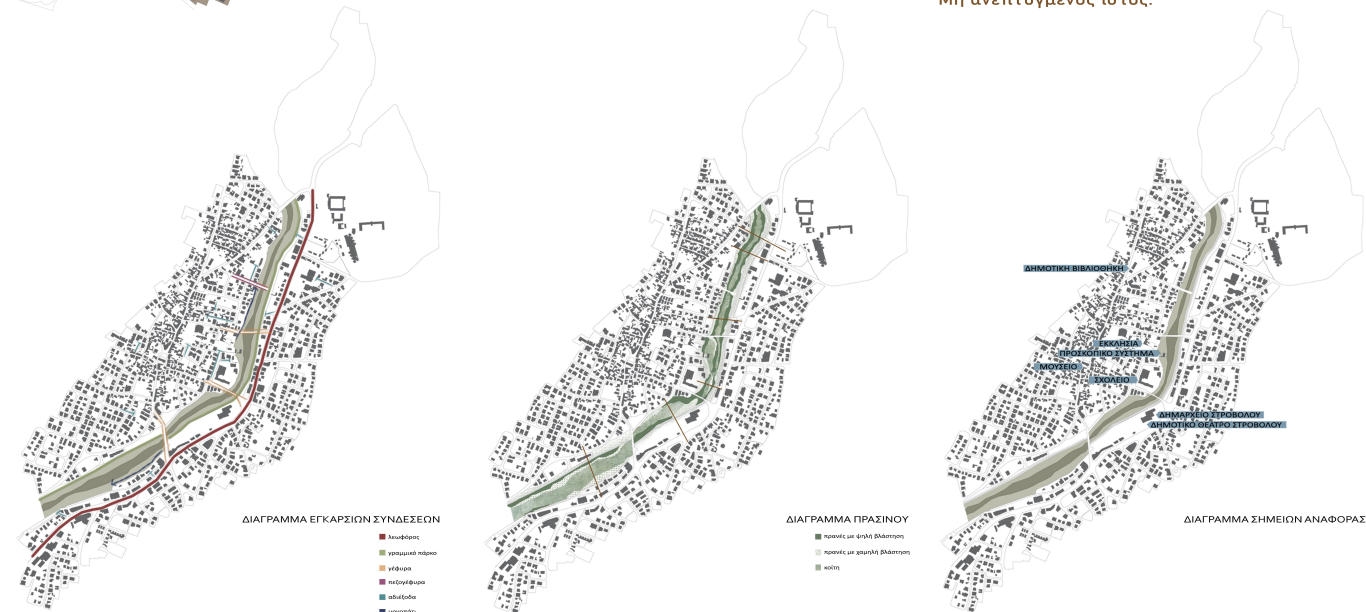 Μη ανεπτυγμένος ιστός.
ΔΗΜΟΤΙΚΗ ΒΙΒΛΙΟΘΗΚΗ
ΕΚΚΛΗΣΙΑ
ΠΡΟΣΚΟΠΙΚΟ ΣΥΣΤΗΜΑ
ΜΟΥΣΕΙΟ
ΣΧΟΛΕΙΟ
ΔΗΜΑΡΧΕΙΟ ΣΤΡΟΒΟΛΟΥ
ΔΗΜΟΤΙΚΟ ΘΕΑΤΡΟ ΣΤΡΟΒΟΛΟΥ
ΔΙΑΓΡΑΜΜΑ ΕΓΚΑΡΣΙΩΝ ΣΥΝΔΕΣΕΩΝ
λεωφόρος
γραμμικό πάρκο
γέφυρα
πεζογέφυρα
αδιέξοδα
μονοπάτι
ΔΙΑΓΡΑΜΜΑ ΠΡΑΣΙΝΟΥ
πρανές με ψηλή βλάστηση
πρανές με χαμηλή βλάστηση
κοίτη
ΔΙΑΓΡΑΜΜΑ ΣΗΜΕΙΩΝ ΑΝΑΦΟΡΑΣ